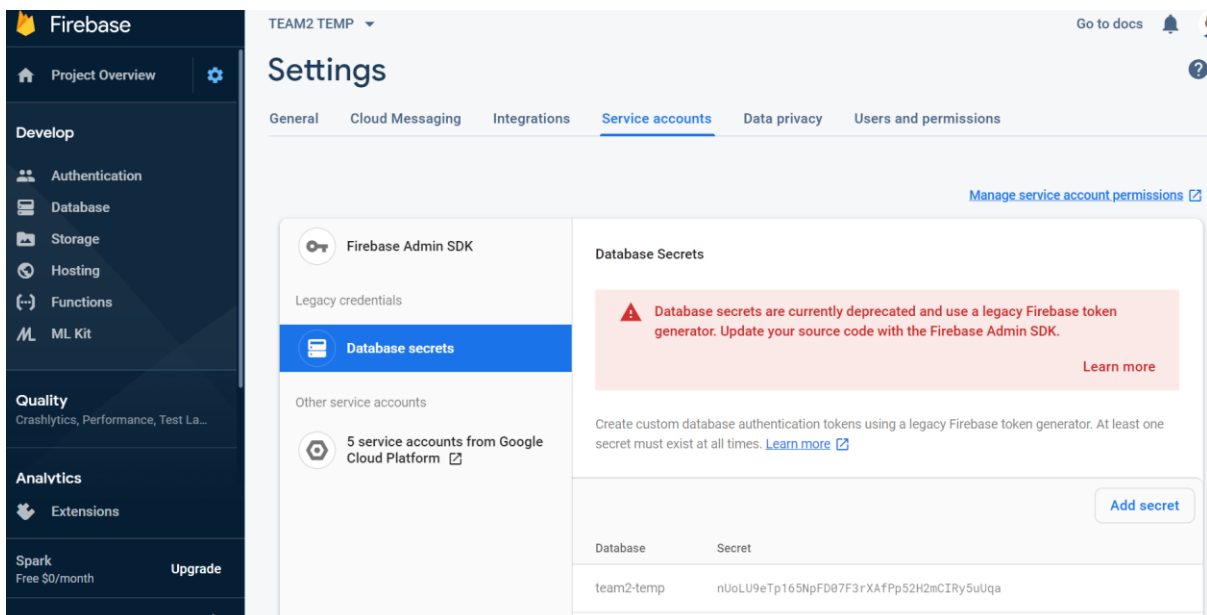 Firebase
Project Overview
Develop
Authentication
Database
Storage
Hosting
Functions
ML Kit
Quality
Crashlytics, Performance, Test La...
Analytics
Extensions
Spark
Free $0/month
Upgrade
TEAM2 TEMP
Go to docs
Settings
General Cloud Messaging Integrations Service accounts Data privacy Users and permissions
Manage service account permissions
Firebase Admin SDK
Legacy credentials
Database secrets
Other service accounts
5 service accounts from Google
Cloud Platform
Database Secrets
Database secrets are currently deprecated and use a legacy Firebase token
generator. Update your source code with the Firebase Admin SDK.
Learn more
Create custom database authentication tokens using a legacy Firebase token generator. At least one
secret must exist at all times. Learn more
Add secret
Database Secret
team2-temp nUoLU9eTp165NpFD07F3rXAfPp52H2mCIRy5uUqa